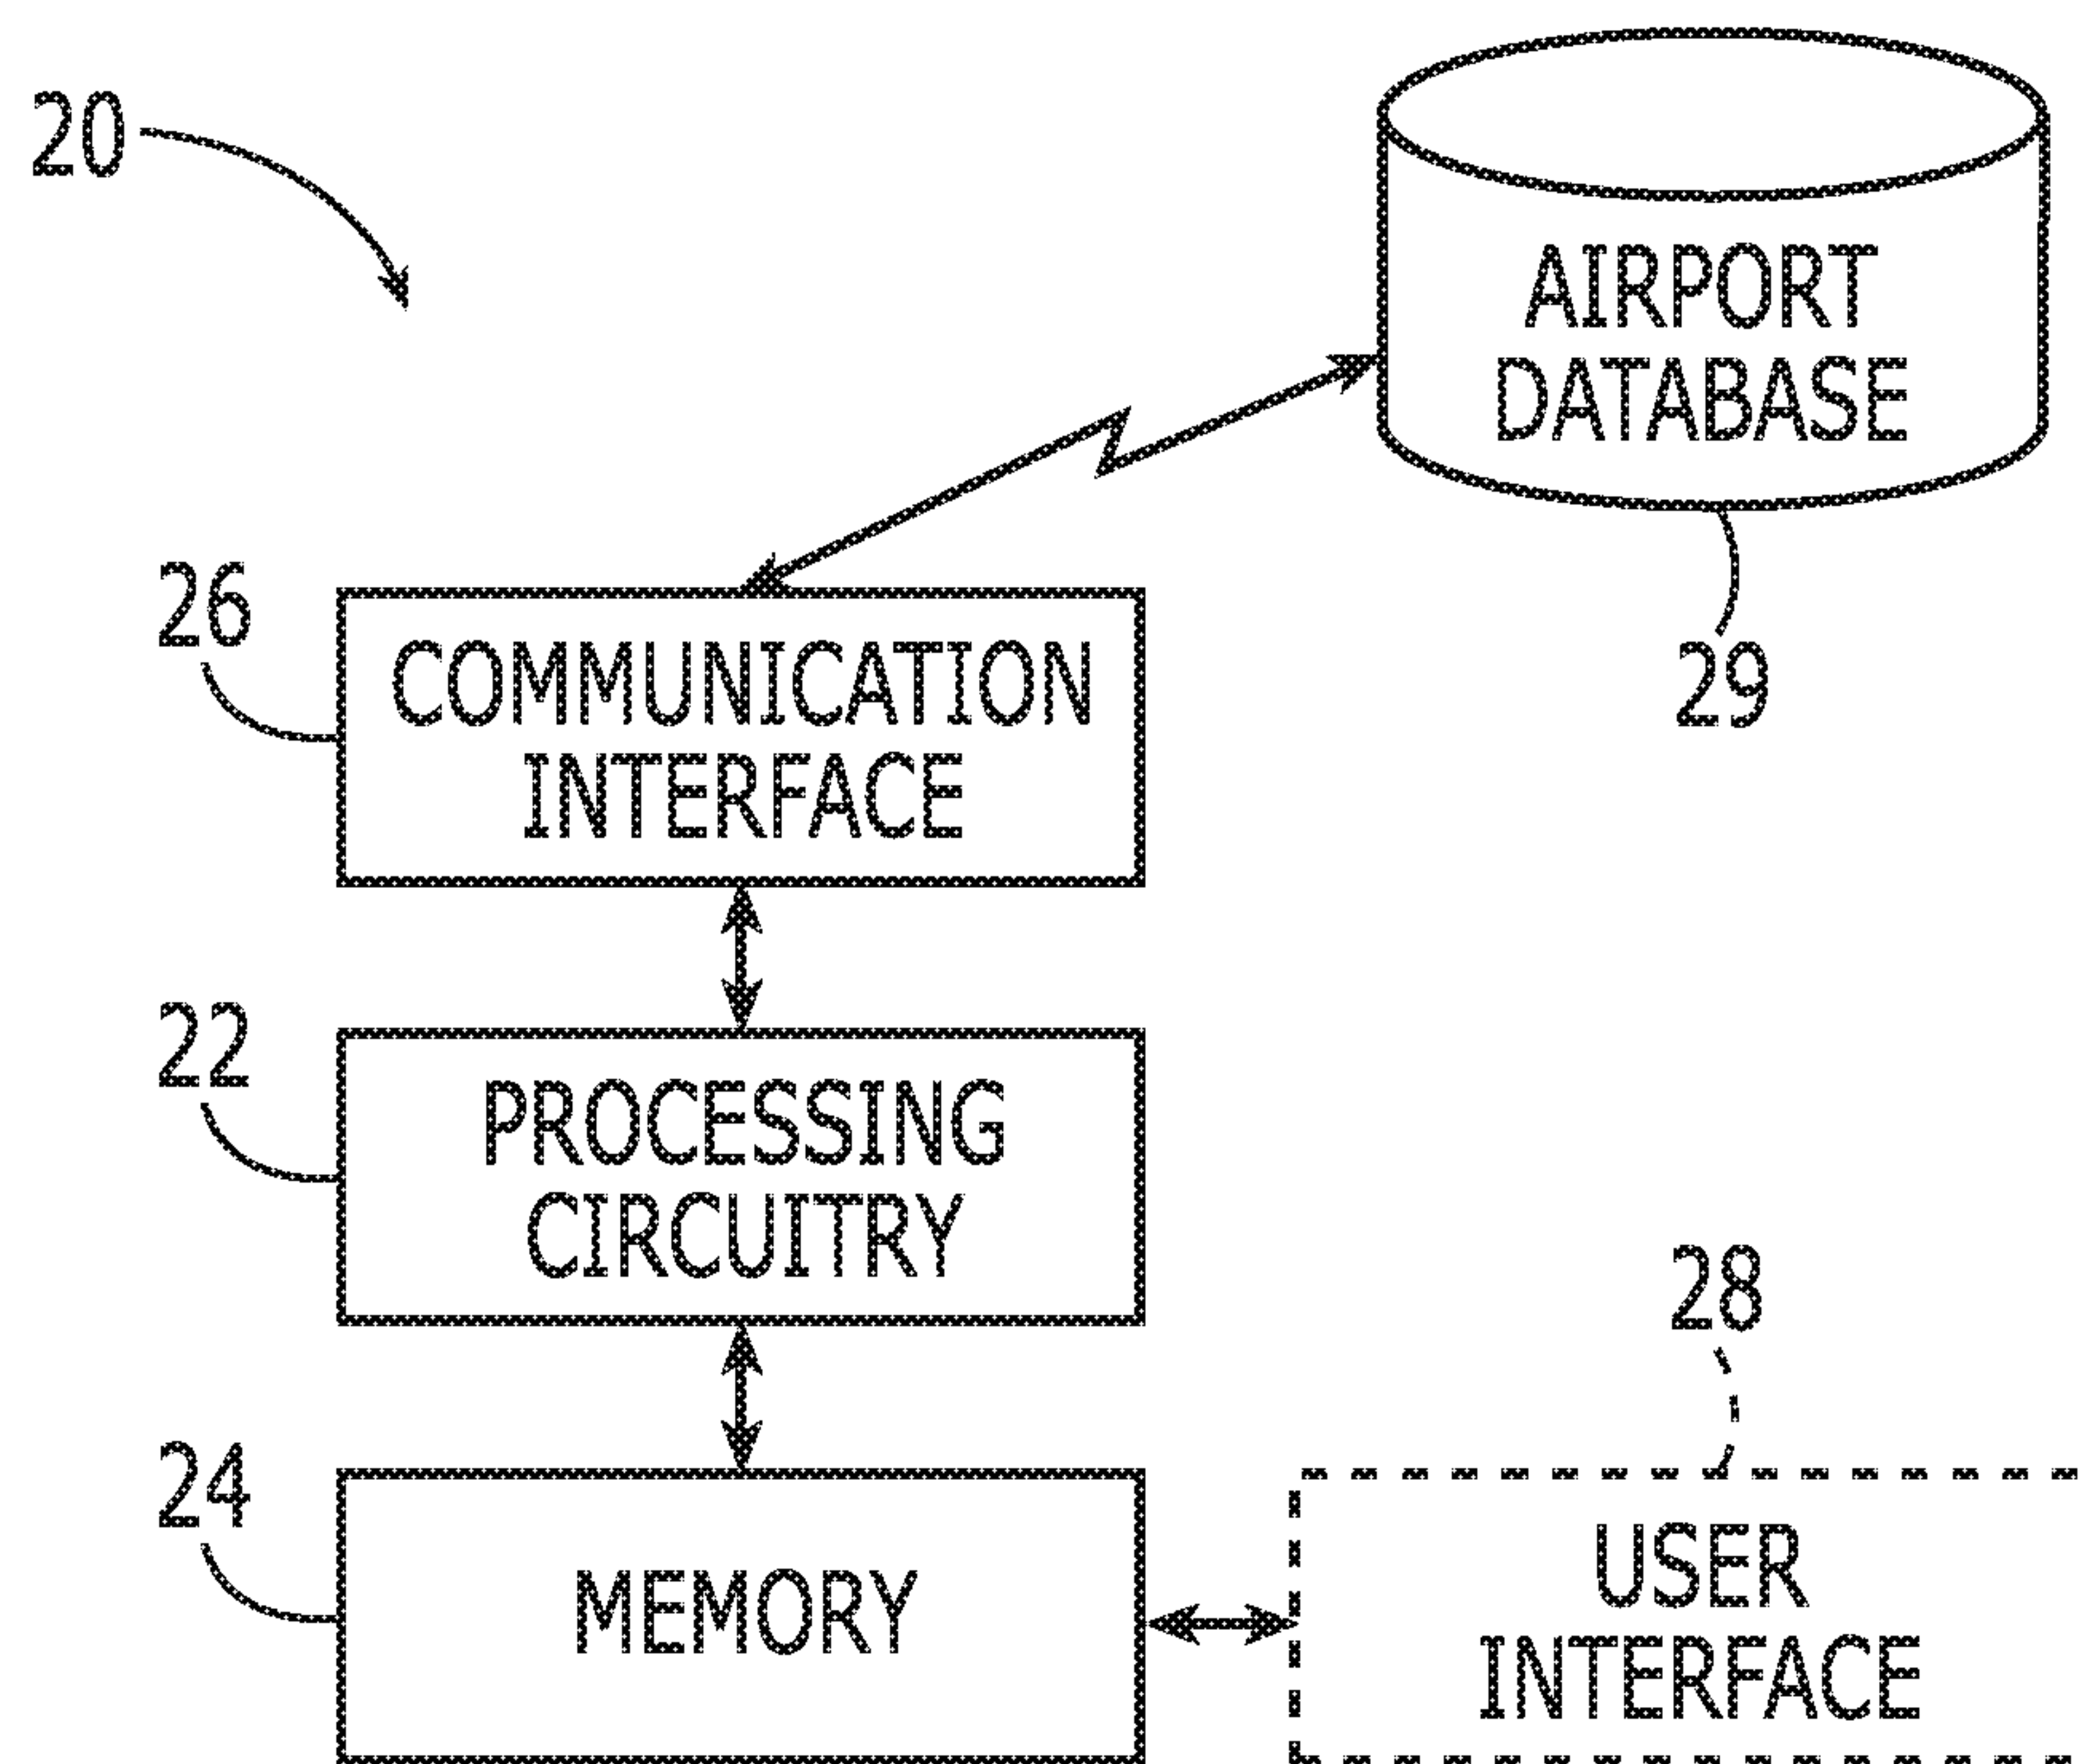 20
AIRPORT
DATABASE
29
26
COMMUNICATION
INTERFACE
22
PROCESSING
CIRCUITRY
28
24
MEMORY
USER
INTERFACE